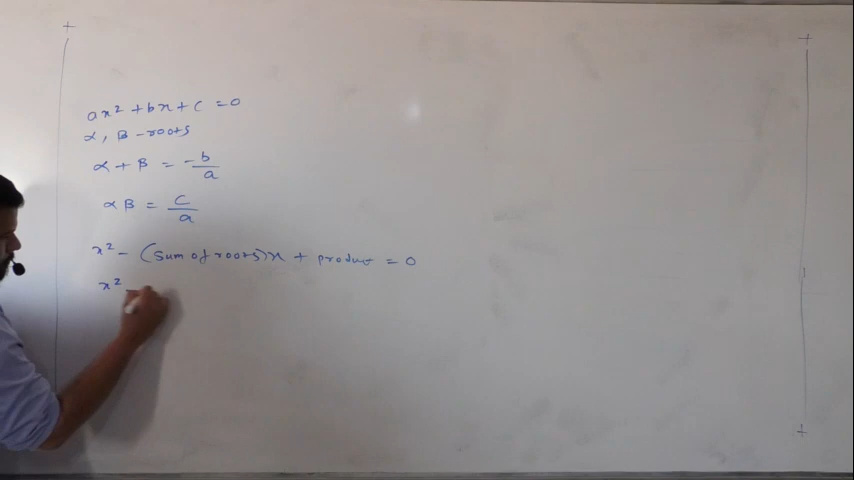 ax² + bx + c = 0
α, β - roots
α + β = -b/a
αβ = c/a
x² - (sum of roots)x + product = 0
x² -